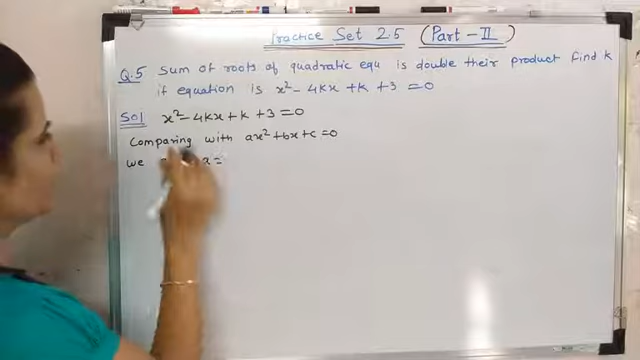 Practice Set 2.5 (Part-II)
Q.5 Sum of roots of quadratic equ is double their product find k
if equation is x² - 4kx + k + 3 = 0
Sol x² - 4kx + k + 3 = 0
Comparing with ax² + bx + c = 0
we a =